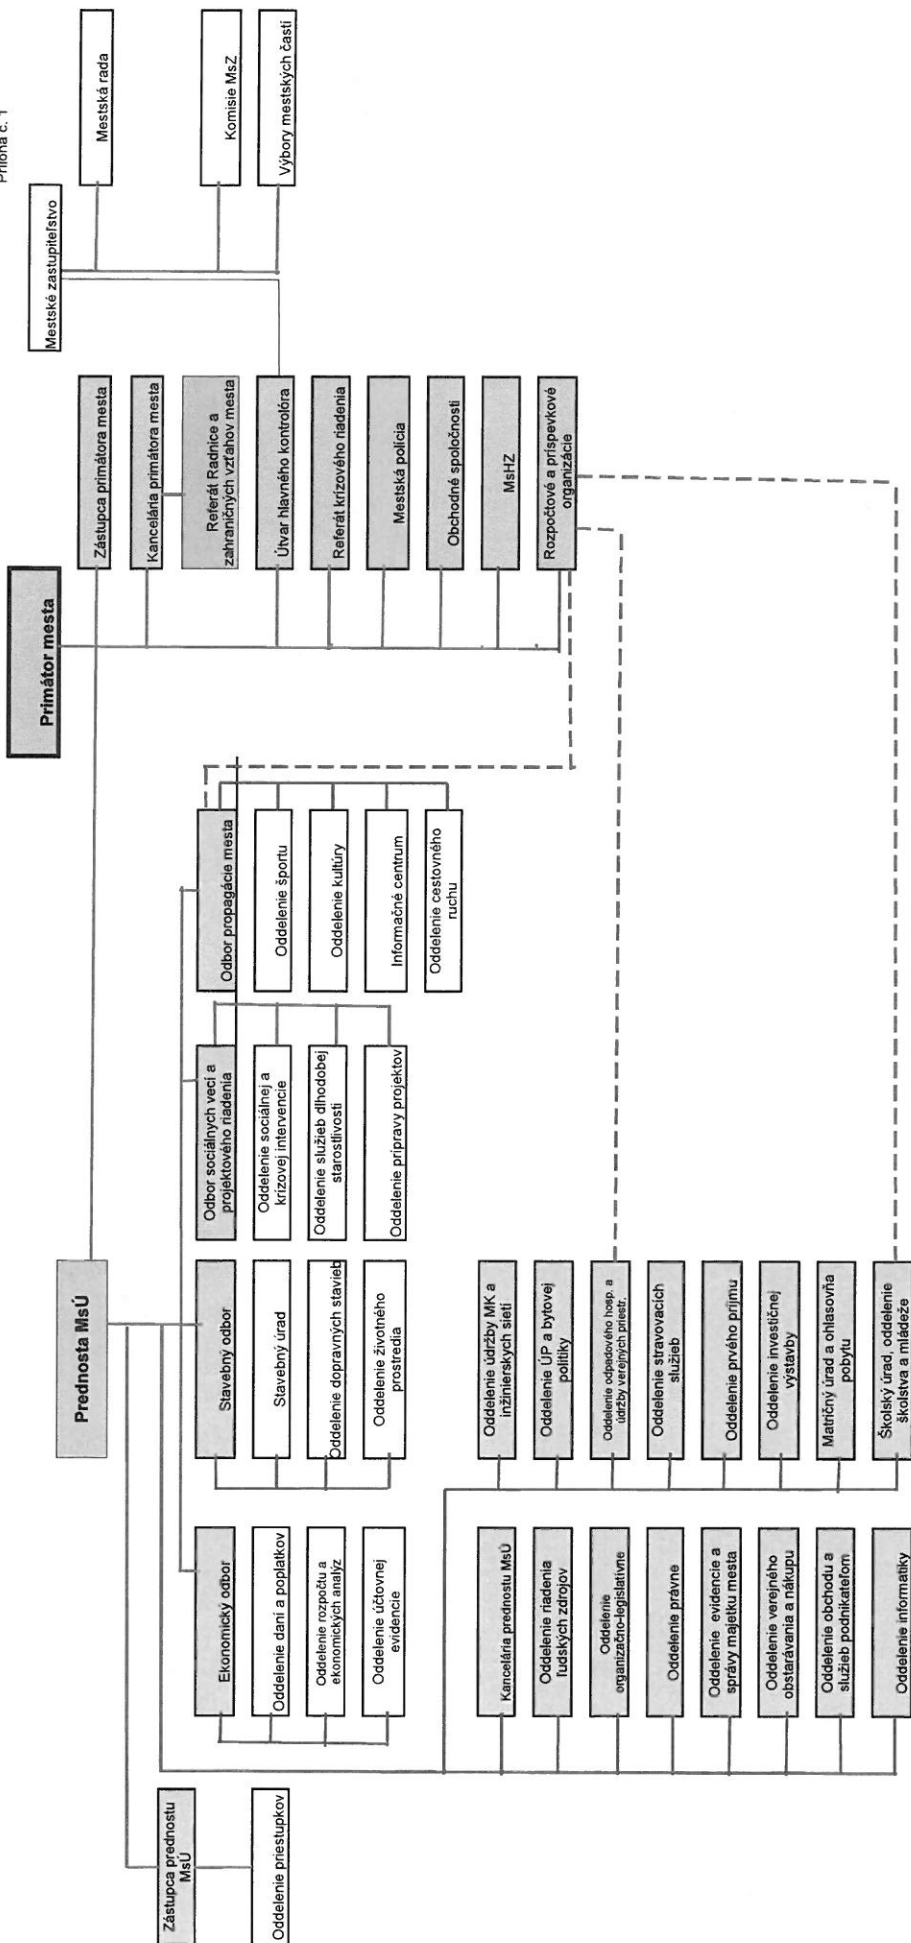 Príloha č. 1
Primátor mesta
Mestské zastupiteľstvo
Mestská rada
Komisie MsZ
Výbory mestských častí
Zástupca primátora mesta
Kancelária primátora mesta
Referát Radnice a
zahraničných vzťahov mesta
Útvar hlavného kontrolóra
Referát krízového riadenia
Mestská polícia
Obchodné spoločnosti
MsHZ
Rozpočtové a príspevkové
organizácie
Prednosta MsÚ
Zástupca prednostu
MsÚ
Oddelenie priestupkov
Ekonomický odbor
Oddelenie daní a poplatkov
Oddelenie rozpočtu a
ekonomických analýz
Oddelenie účtovnej
evidencie
Stavebný odbor
Stavebný úrad
Oddelenie dopravných stavieb
Oddelenie životného
prostredia
Odbor sociálnych vecí a
projektového riadenia
Oddelenie sociálnej a
krízovej intervencie
Oddelenie služieb dlhodobej
starostlivosti
Oddelenie prípravy projektov
Odbor propagácie mesta
Oddelenie športu
Oddelenie kultúry
Informačné centrum
Oddelenie cestovného
ruchu
Kancelária prednostu MsÚ
Oddelenie riadenia
ľudských zdrojov
Oddelenie
organizačno-legislatívne
Oddelenie právne
Oddelenie evidencie a
správy majetku mesta
Oddelenie verejného
obstarávania a nákupu
Oddelenie obchodu a
služieb podnikateľom
Oddelenie informatiky
Oddelenie údržby MK a
inžinierskych sietí
Oddelenie ÚP a bytovej
politiky
Oddelenie odpadového hosp. a
údržby verejných priestr.
Oddelenie stravovacích
služieb
Oddelenie prvého príjmu
Oddelenie investičnej
výstavby
Matričný úrad a ohlasovňa
pobytu
Školský úrad, oddelenie
školstva a mládeže